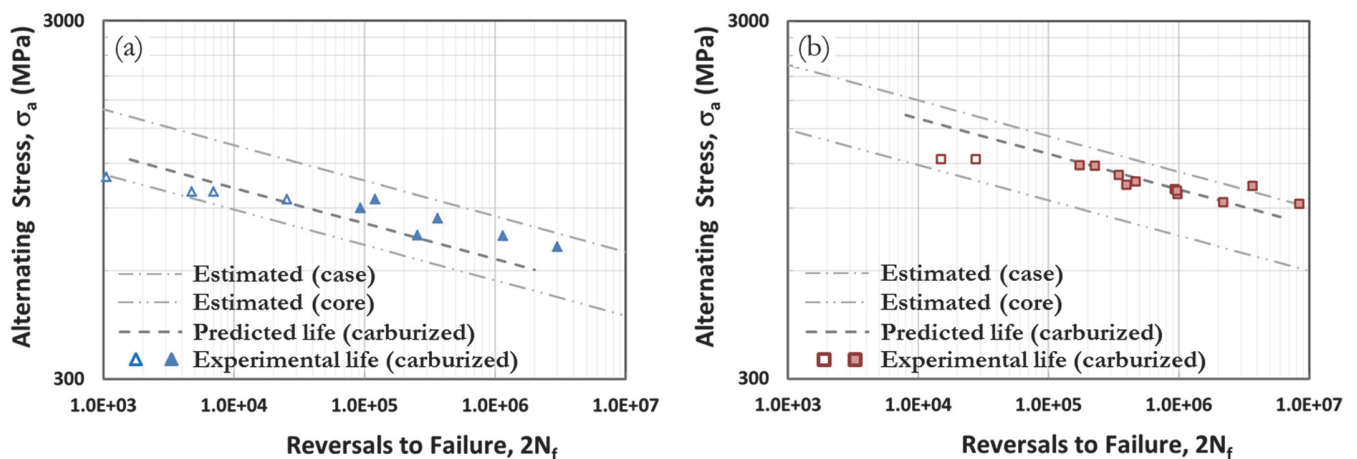 3000
(a)
Alternating Stress, σa (MPa)
Estimated (case)
Estimated (core)
Predicted life (carburized)
Experimental life (carburized)
300
1.0E+03 1.0E+04 1.0E+05 1.0E+06 1.0E+07
Reversals to Failure, 2Nf
3000
(b)
Alternating Stress, σa (MPa)
Estimated (case)
Estimated (core)
Predicted life (carburized)
Experimental life (carburized)
300
1.0E+03 1.0E+04 1.0E+05 1.0E+06 1.0E+07
Reversals to Failure, 2Nf